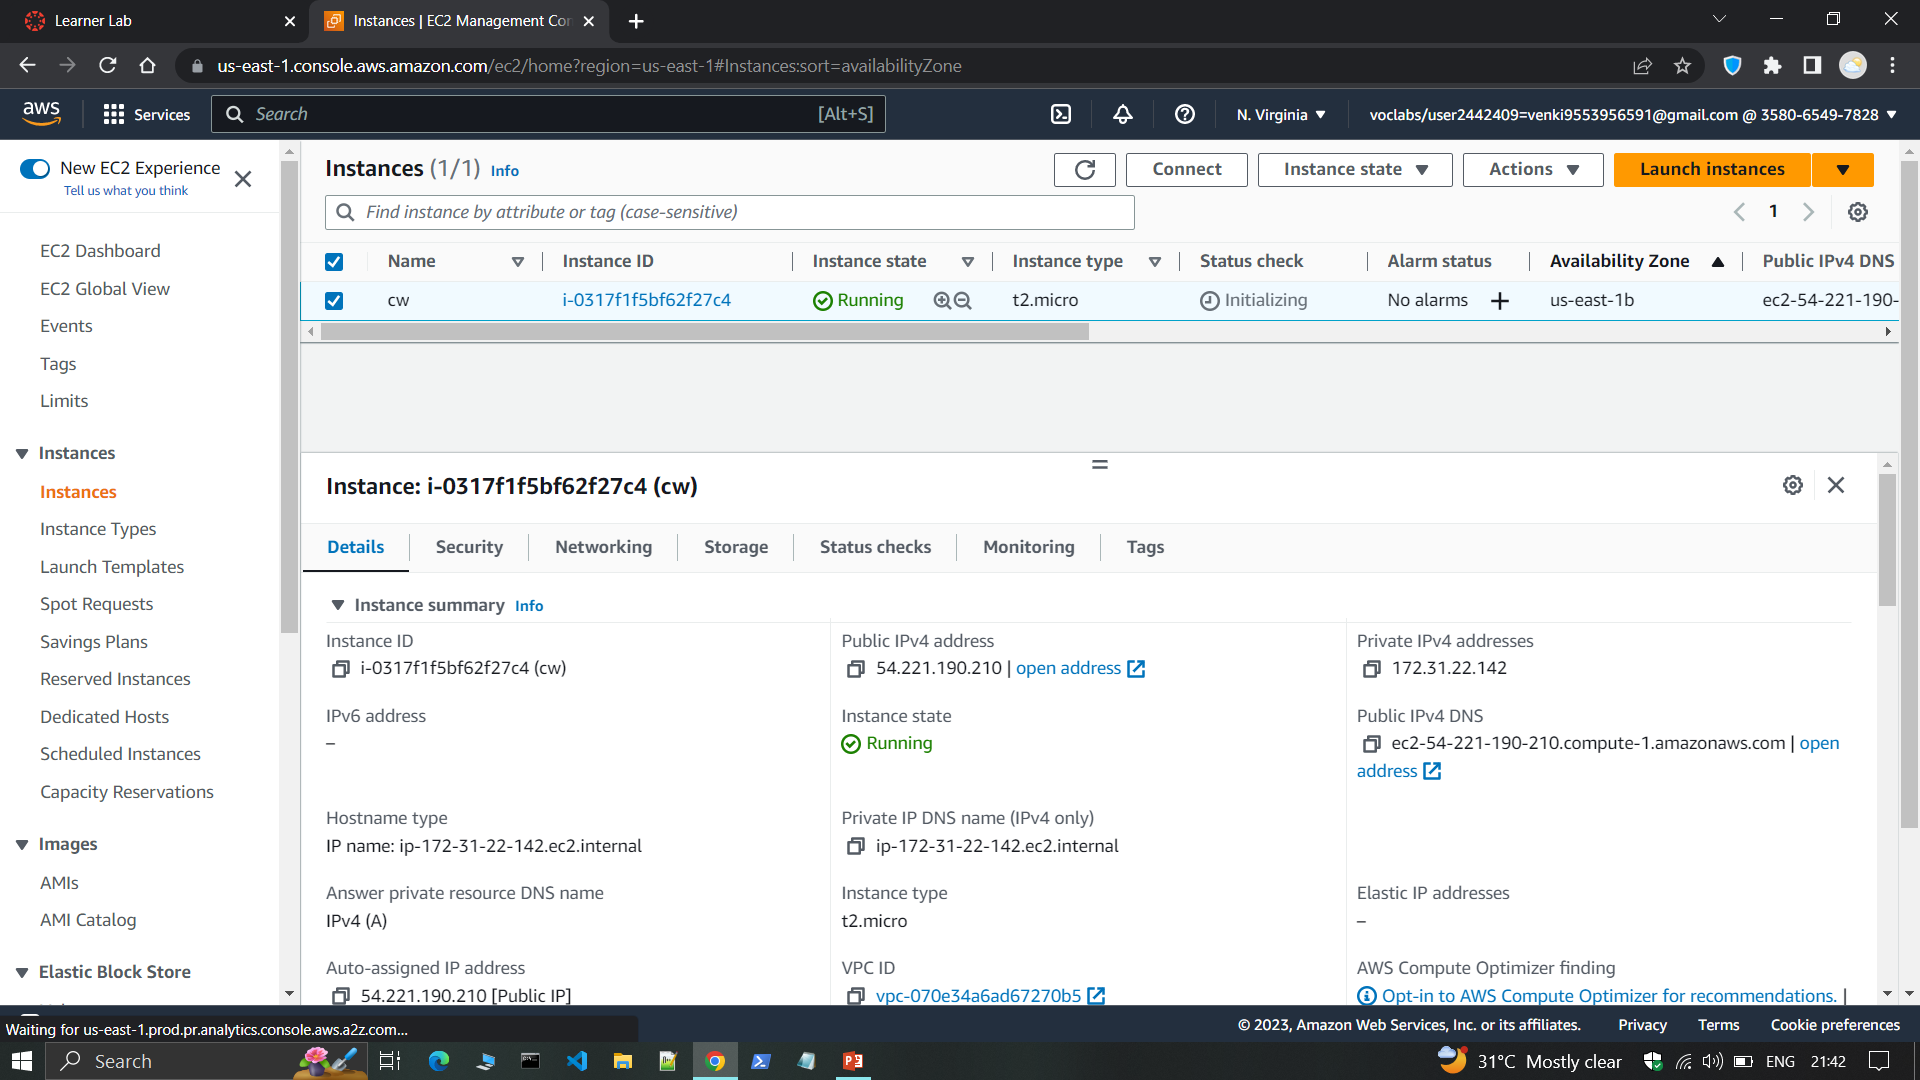 Learner Lab
Instances | EC2 Management Con
us-east-1.console.aws.amazon.com/ec2/home?region=us-east-1#Instances:sort=availabilityZone
aws
Services
Search
[Alt+S]
N. Virginia
voclabs/user2442409=venki9553956591@gmail.com @ 3580-6549-7828
New EC2 Experience
Tell us what you think
EC2 Dashboard
EC2 Global View
Events
Tags
Limits
Instances
Instances
Instance Types
Launch Templates
Spot Requests
Savings Plans
Reserved Instances
Dedicated Hosts
Scheduled Instances
Capacity Reservations
Images
AMIs
AMI Catalog
Elastic Block Store
Instances (1/1) Info
Connect
Instance state
Actions
Launch instances
Find instance by attribute or tag (case-sensitive)
1
Name Instance ID Instance state Instance type Status check Alarm status Availability Zone Public IPv4 DNS
cw i-0317f1f5bf62f27c4 Running t2.micro Initializing No alarms us-east-1b ec2-54-221-190-
Instance: i-0317f1f5bf62f27c4 (cw)
Details Security Networking Storage Status checks Monitoring Tags
Instance summary Info
Instance ID
i-0317f1f5bf62f27c4 (cw)
Public IPv4 address
54.221.190.210 | open address
Private IPv4 addresses
172.31.22.142
IPv6 address
–
Instance state
Running
Public IPv4 DNS
ec2-54-221-190-210.compute-1.amazonaws.com | open
address
Hostname type
IP name: ip-172-31-22-142.ec2.internal
Private IP DNS name (IPv4 only)
ip-172-31-22-142.ec2.internal
Answer private resource DNS name
IPv4 (A)
Instance type
t2.micro
Elastic IP addresses
–
Auto-assigned IP address
54.221.190.210 [Public IP]
VPC ID
vpc-070e34a6ad67270b5
AWS Compute Optimizer finding
Opt-in to AWS Compute Optimizer for recommendations. |
Waiting for us-east-1.prod.pr.analytics.console.aws.a2z.com...
© 2023, Amazon Web Services, Inc. or its affiliates. Privacy Terms Cookie preferences
Search
31°C Mostly clear
ENG
21:42